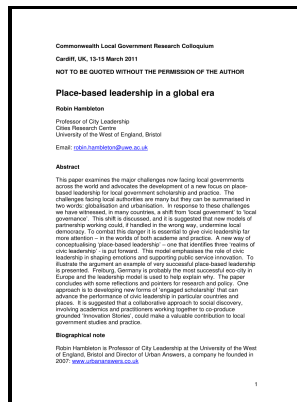 Commonwealth Local Government Research Colloquium
Cardiff, UK, 13-15 March 2011
NOT TO BE QUOTED WITHOUT THE PERMISSION OF THE AUTHOR
Place-based leadership in a global era
Robin Hambleton
Professor of City Leadership
Cities Research Centre
University of the West of England, Bristol
Email: robin.hambleton@uwe.ac.uk
Abstract
This paper examines the major challenges now facing local governments
across the world and advocates the development of a new focus on place-
based leadership for local government scholarship and practice. The
challenges facing local authorities are many but they can be summarised in
two words: globalisation and urbanisation. In response to these challenges
we have witnessed, in many countries, a shift from 'local government' to 'local
governance'. This shift is discussed, and it is suggested that new models of
partnership working could, if handled in the wrong way, undermine local
democracy. To combat this danger it is essential to give civic leadership far
more attention – in the worlds of both academe and practice. A new way of
conceptualising 'place-based leadership' – one that identifies three 'realms of
civic leadership' - is put forward. This model emphasises the role of civic
leadership in shaping emotions and supporting public service innovation. To
illustrate the argument an example of very successful place-based leadership
is presented. Freiburg, Germany is probably the most successful eco-city in
Europe and the leadership model is used to help explain why. The paper
concludes with some reflections and pointers for research and policy. One
approach is to developing new forms of 'engaged scholarship' that can
advance the performance of civic leadership in particular countries and
places. It is suggested that a collaborative approach to social discovery,
involving academics and practitioners working together to co-produce
grounded 'Innovation Stories', could make a valuable contribution to local
government studies and practice.
Biographical note
Robin Hambleton is Professor of City Leadership at the University of the West
of England, Bristol and Director of Urban Answers, a company he founded in
2007: www.urbananswers.co.uk
1